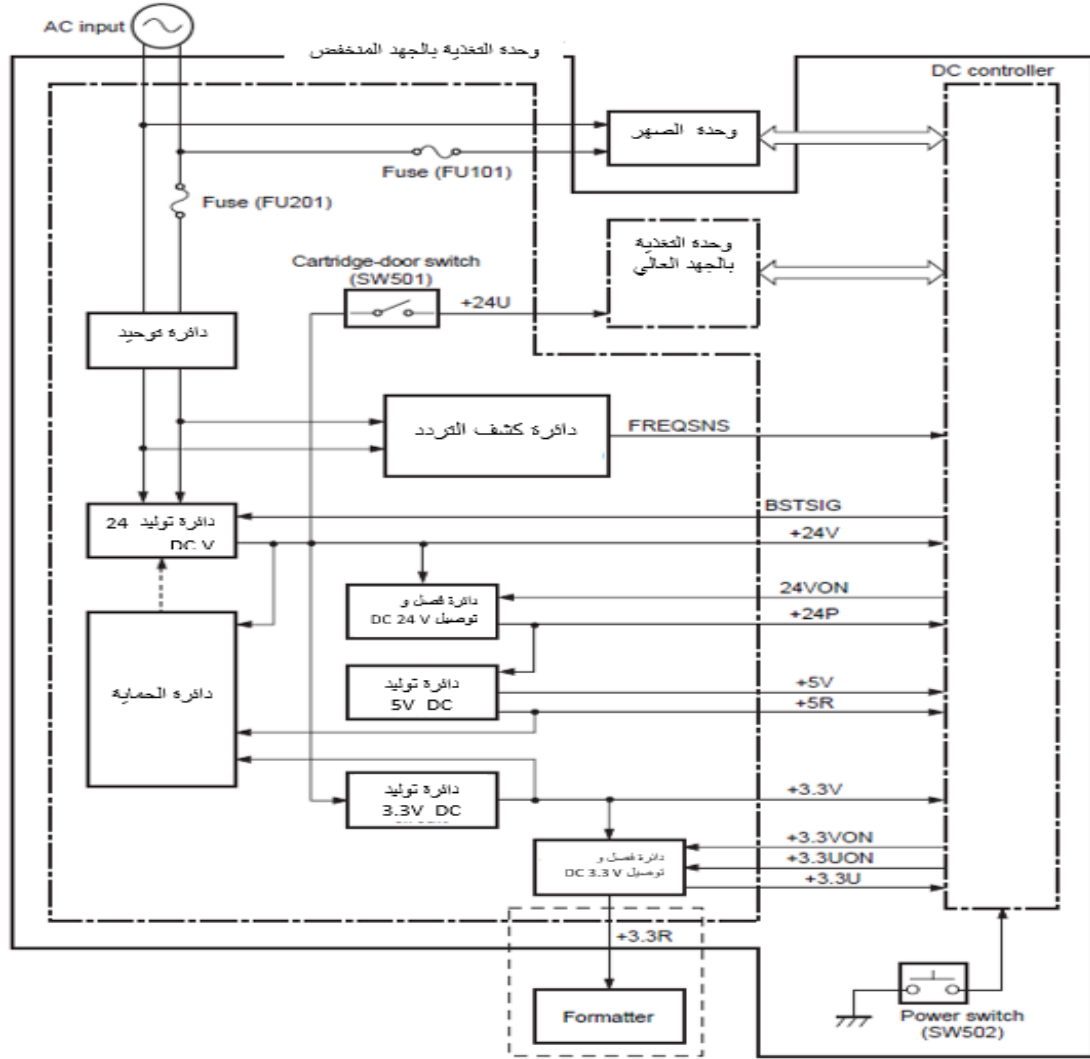 AC input
وحدة التغذية بالجهد المنخفض
DC controller
وحدة الصهر
Fuse (FU101)
Fuse (FU201)
وحدة التغذية
بالجهد العالي
Cartridge-door switch
(SW501)
+24U
دائرة توحيد
دائرة كشف التردد
FREQSNS
BSTSIG
دائرة توليد 24
DC V
+24V
24VON
دائرة فصل و
توصيل DC 24 V
+24P
دائرة الحماية
دائرة توليد
5V DC
+5V
+5R
دائرة توليد
3.3V DC
+3.3V
+3.3VON
دائرة فصل و
توصيل DC 3.3 V
+3.3UON
+3.3U
+3.3R
Formatter
Power switch
(SW502)